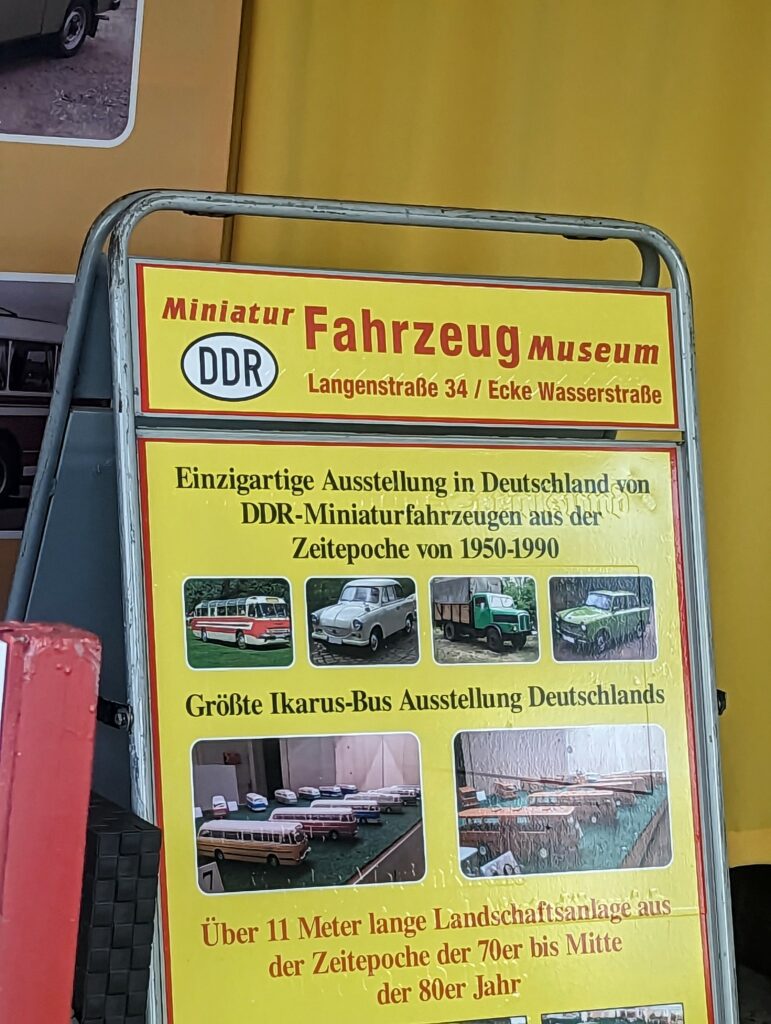 Miniatur Fahrzeug Museum
DDR
Langenstraße 34 / Ecke Wasserstraße
Einzigartige Ausstellung in Deutschland von
DDR-Miniaturfahrzeugen aus der
Zeitepoche von 1950-1990
Größte Ikarus-Bus Ausstellung Deutschlands
7
Über 11 Meter lange Landschaftsanlage aus
der Zeitepoche der 70er bis Mitte
der 80er Jahr